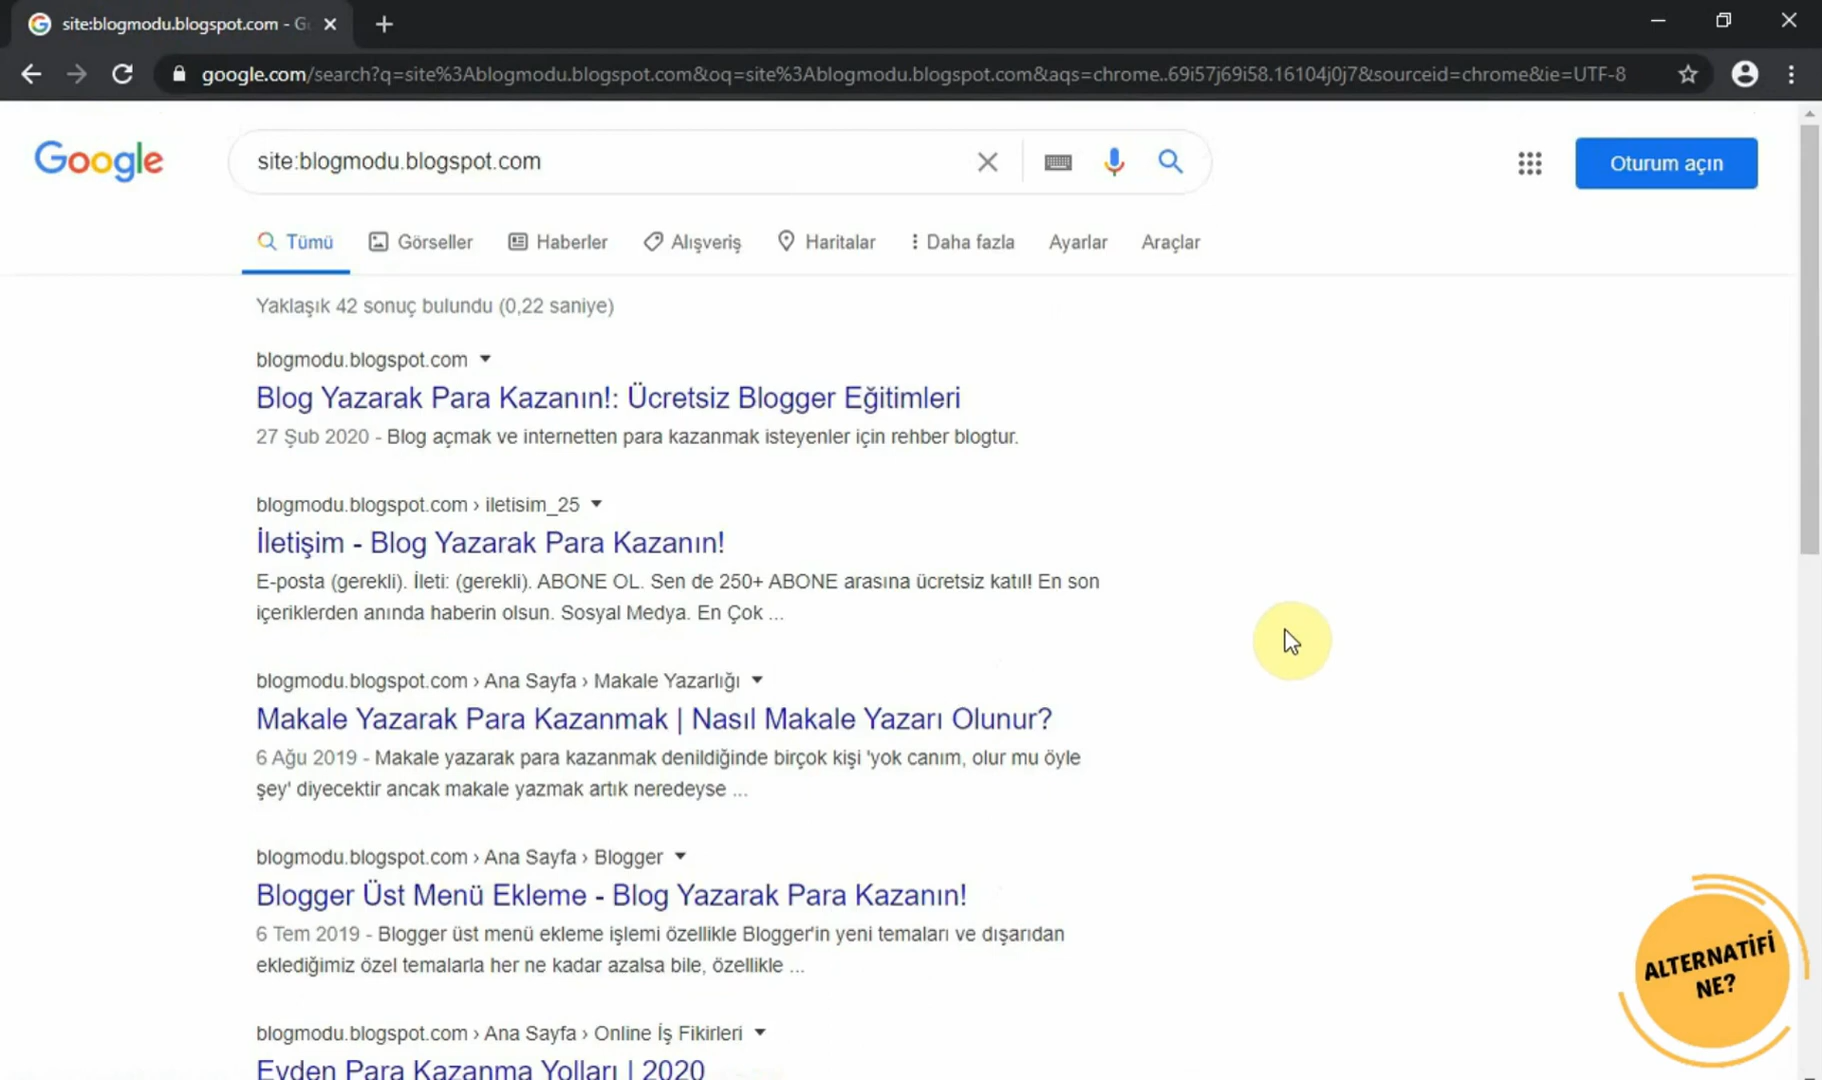 site:blogmodu.blogspot.com - G
google.com/search?q=site%3Ablogmodu.blogspot.com&oq=site%3Ablogmodu.blogspot.com&aqs=chrome..69i57j69i58.16104j0j7&sourceid=chrome&ie=UTF-8
Google
site:blogmodu.blogspot.com
Oturum açın
Tümü Görseller Haberler Alışveriş Haritalar Daha fazla Ayarlar Araçlar
Yaklaşık 42 sonuç bulundu (0,22 saniye)
blogmodu.blogspot.com
Blog Yazarak Para Kazanın!: Ücretsiz Blogger Eğitimleri
27 Şub 2020 - Blog açmak ve internetten para kazanmak isteyenler için rehber blogtur.
blogmodu.blogspot.com › iletisim_25
İletişim - Blog Yazarak Para Kazanın!
E-posta (gerekli). İleti: (gerekli). ABONE OL. Sen de 250+ ABONE arasına ücretsiz katıl! En son
içeriklerden anında haberin olsun. Sosyal Medya. En Çok ...
blogmodu.blogspot.com › Ana Sayfa › Makale Yazarlığı
Makale Yazarak Para Kazanmak | Nasıl Makale Yazarı Olunur?
6 Ağu 2019 - Makale yazarak para kazanmak denildiğinde birçok kişi 'yok canım, olur mu öyle
şey' diyecektir ancak makale yazmak artık neredeyse ...
blogmodu.blogspot.com › Ana Sayfa › Blogger
Blogger Üst Menü Ekleme - Blog Yazarak Para Kazanın!
6 Tem 2019 - Blogger üst menü ekleme işlemi özellikle Blogger'in yeni temaları ve dışarıdan
eklediğimiz özel temalarla her ne kadar azalsa bile, özellikle ...
blogmodu.blogspot.com › Ana Sayfa › Online İş Fikirleri
Evden Para Kazanma Yolları | 2020
ALTERNATİFİ
NE?